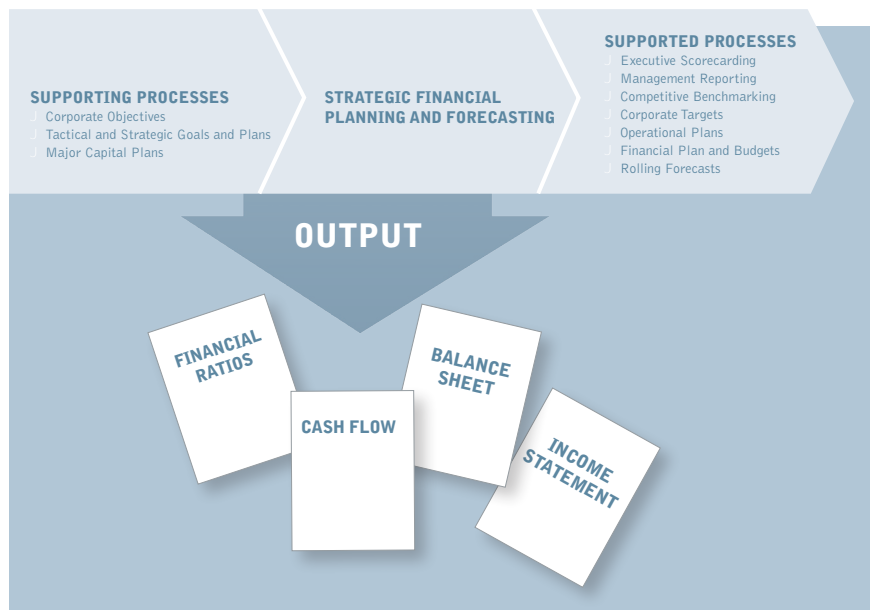 SUPPORTING PROCESSES
Corporate Objectives
Tactical and Strategic Goals and Plans
Major Capital Plans
STRATEGIC FINANCIAL
PLANNING AND FORECASTING
SUPPORTED PROCESSES
Executive Scorecarding
Management Reporting
Competitive Benchmarking
Corporate Targets
Operational Plans
Financial Plan and Budgets
Rolling Forecasts
OUTPUT
FINANCIAL
RATIOS
CASH FLOW
BALANCE
SHEET
INCOME
STATEMENT